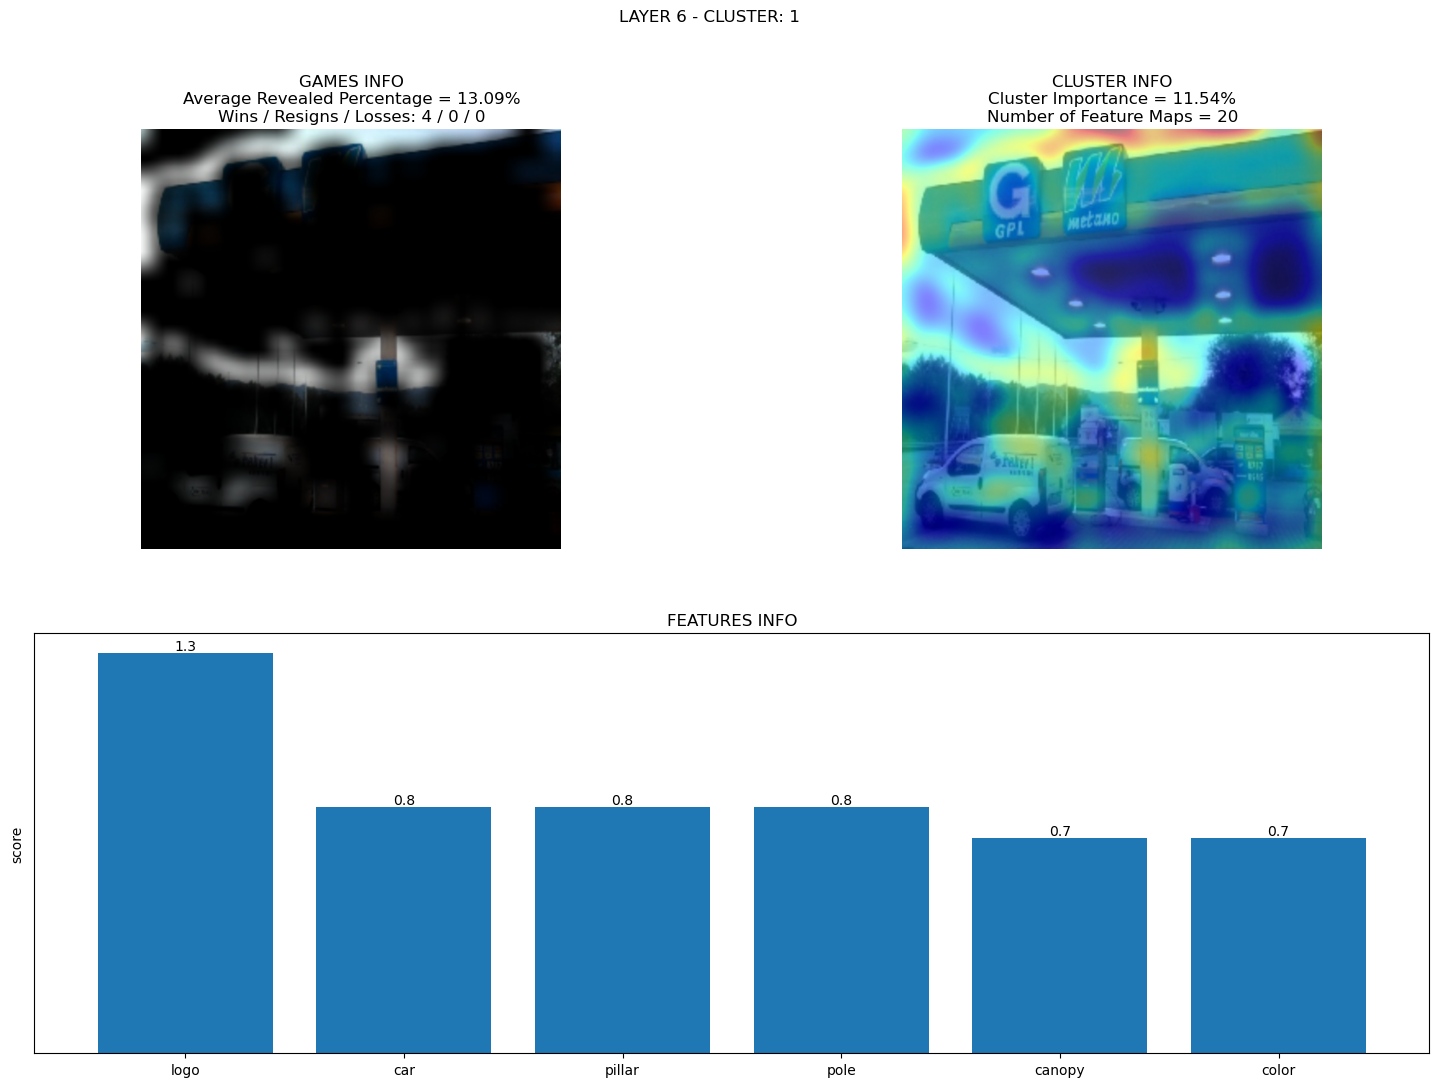 LAYER 6 - CLUSTER: 1
GAMES INFO
Average Revealed Percentage = 13.09%
Wins / Resigns / Losses: 4 / 0 / 0
CLUSTER INFO
Cluster Importance = 11.54%
Number of Feature Maps = 20
G
GPL
metano
FEATURES INFO
score
1.3
0.8
0.8
0.8
0.7
0.7
logo
car
pillar
pole
canopy
color